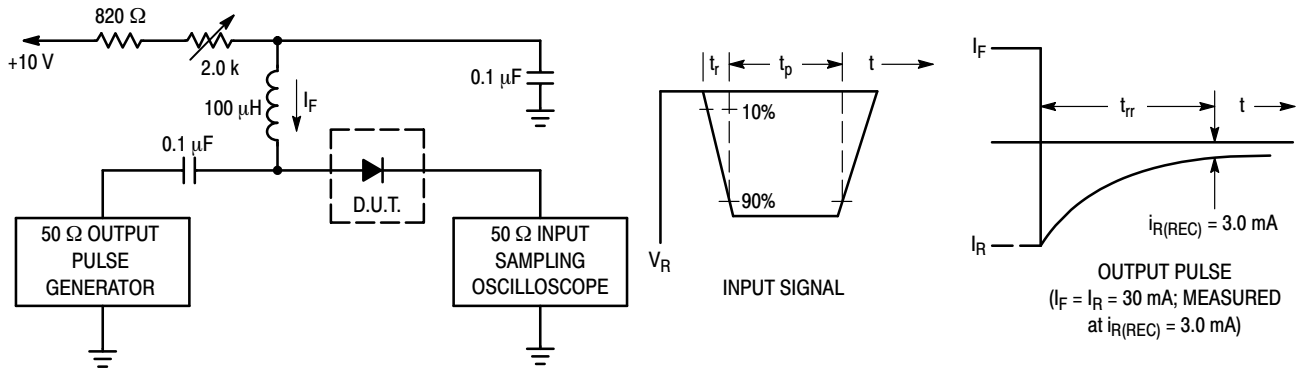 820 Ω
+10 V
2.0 k
0.1 μF
100 μH
I_F
0.1 μF
D.U.T.
50 Ω OUTPUT
PULSE
GENERATOR
50 Ω INPUT
SAMPLING
OSCILLOSCOPE
t_r
t_p
t
10%
90%
V_R
INPUT SIGNAL
I_F
t_rr
t
I_R
i_R(REC) = 3.0 mA
OUTPUT PULSE
(I_F = I_R = 30 mA; MEASURED
at i_R(REC) = 3.0 mA)